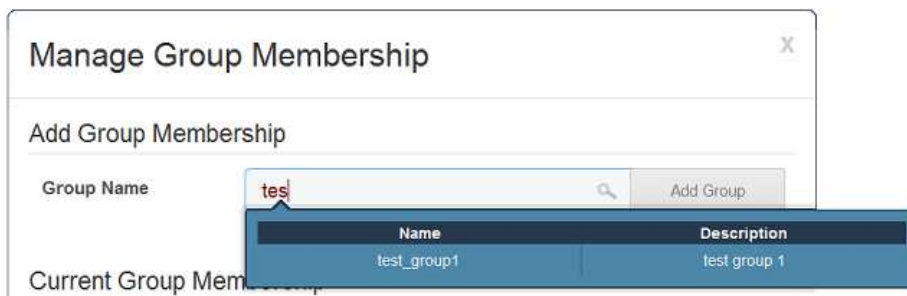 Manage Group Membership
X
Add Group Membership
Group Name
tes
Add Group
Name Description
test_group1 test group 1
Current Group Membership